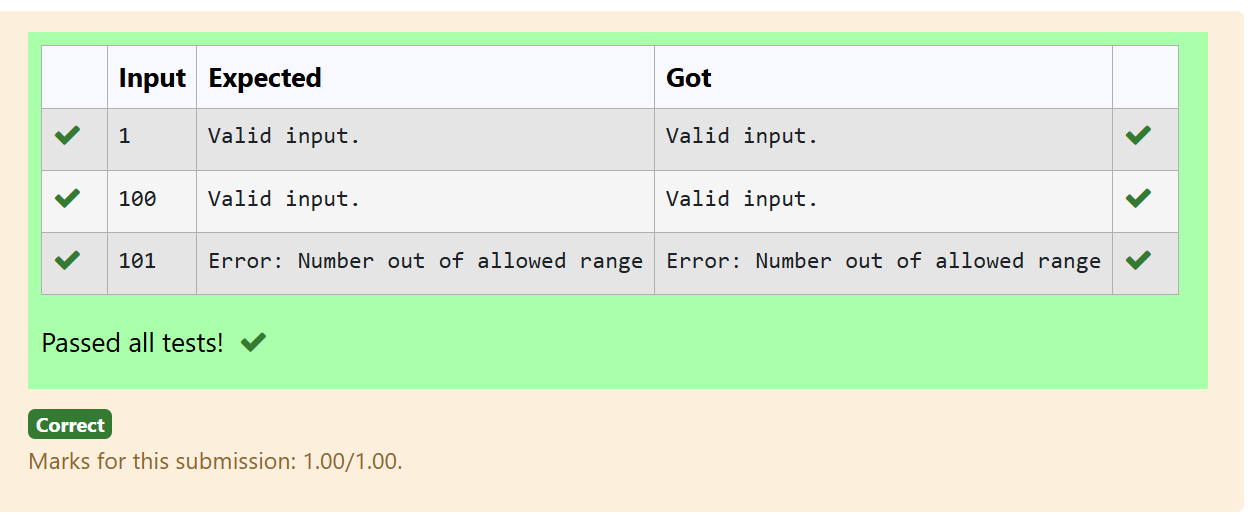 Input Expected Got
1 Valid input. Valid input.
100 Valid input. Valid input.
101 Error: Number out of allowed range Error: Number out of allowed range
Passed all tests!
Correct
Marks for this submission: 1.00/1.00.